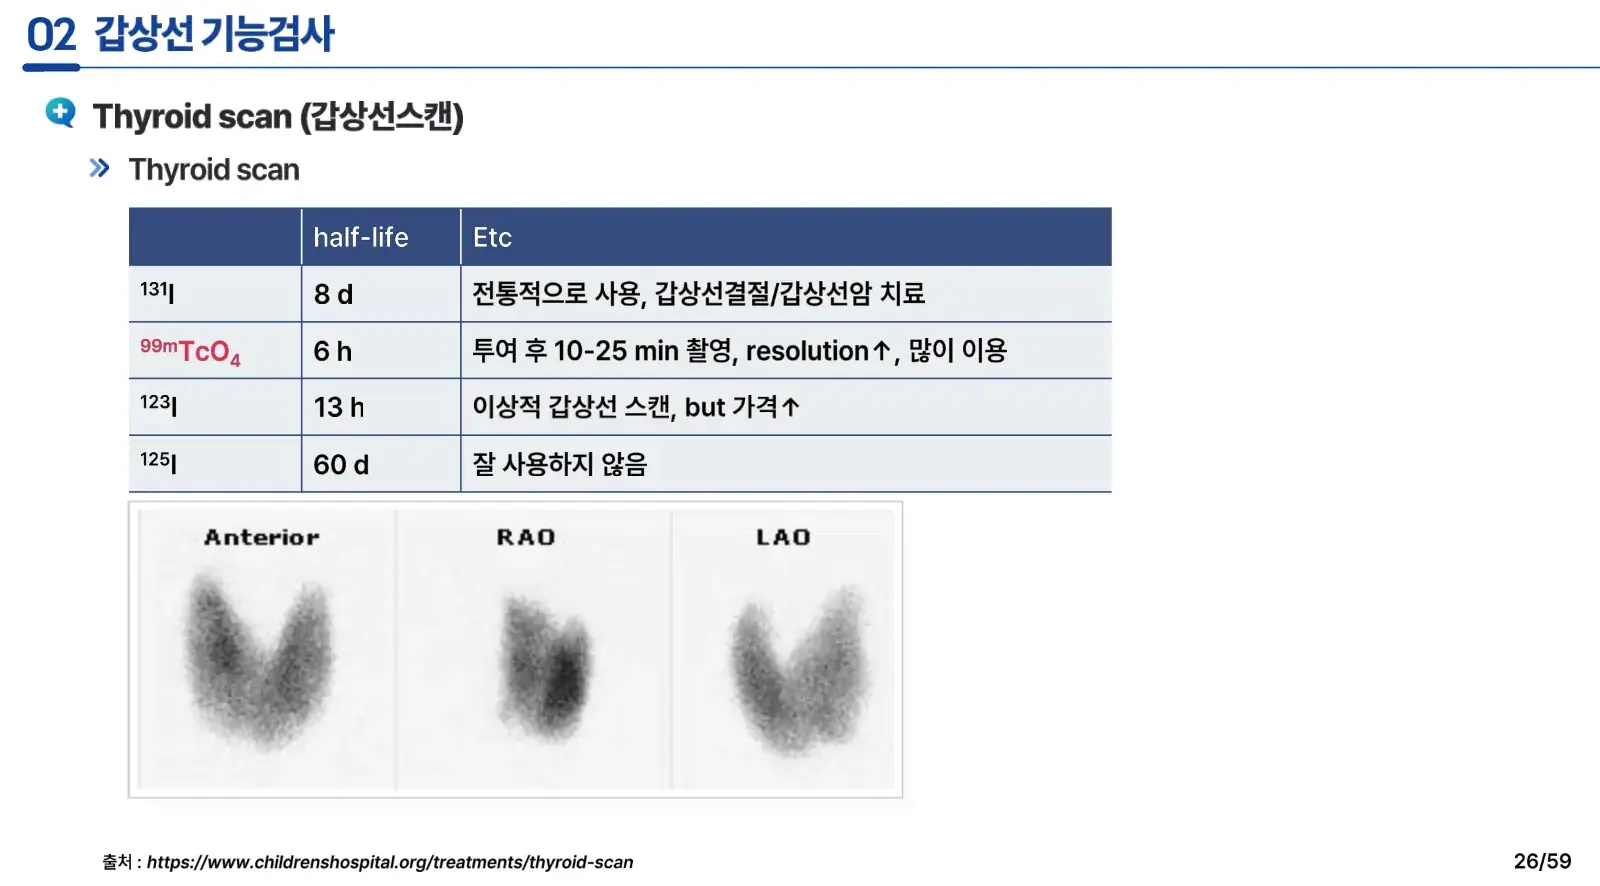 02 갑상선 기능검사
Thyroid scan (갑상선스캔)
Thyroid scan
half-life Etc
¹³¹I 8 d 전통적으로 사용, 갑상선결절/갑상선암 치료
⁹⁹ᵐTcO₄ 6 h 투여 후 10-25 min 촬영, resolution↑, 많이 이용
¹²³I 13 h 이상적 갑상선 스캔, but 가격↑
¹²⁵I 60 d 잘 사용하지 않음
Anterior RAO LAO
출처 : https://www.childrenshospital.org/treatments/thyroid-scan
26/59